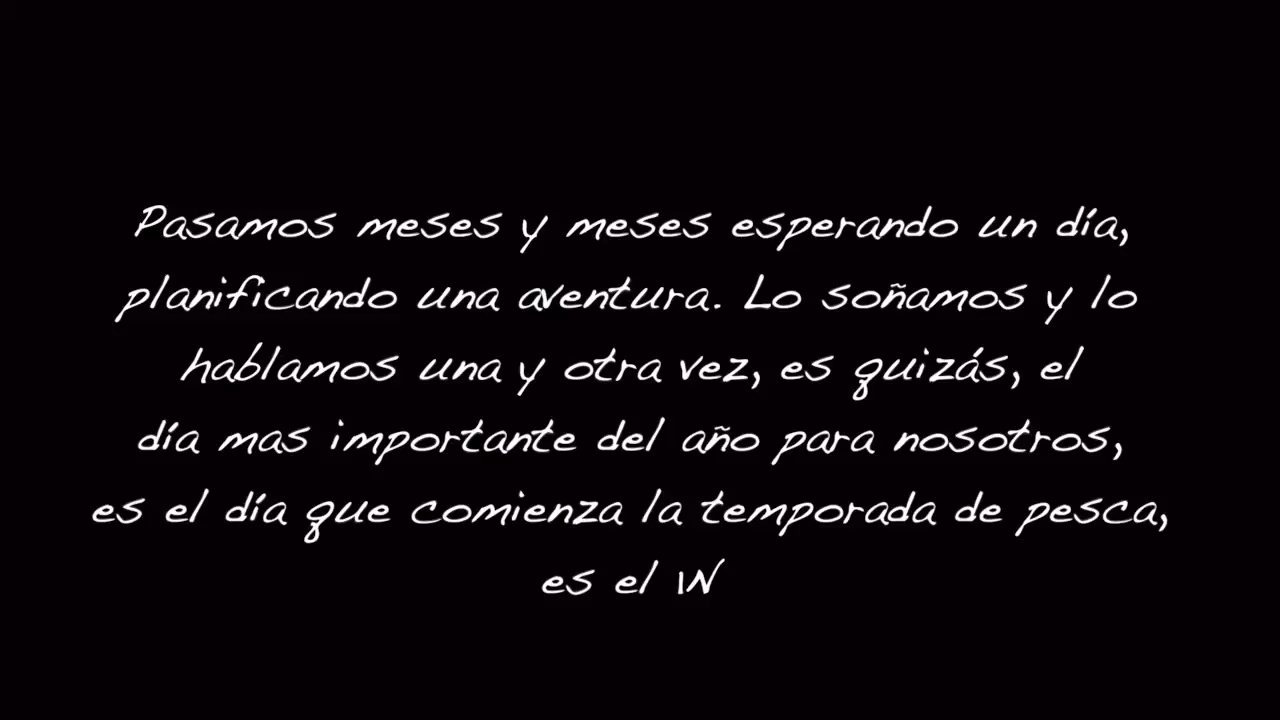 Pasamos meses y meses esperando un día,
planificando una aventura. Lo soñamos y lo
hablamos una y otra vez, es quizás, el
día mas importante del año para nosotros,
es el día que comienza la temporada de pesca,
es el 1N